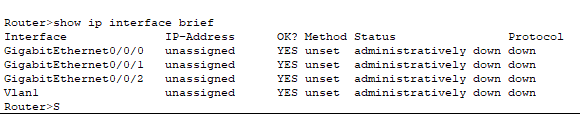 Router>show ip interface brief
Interface IP-Address OK? Method Status Protocol
GigabitEthernet0/0/0 unassigned YES unset administratively down down
GigabitEthernet0/0/1 unassigned YES unset administratively down down
GigabitEthernet0/0/2 unassigned YES unset administratively down down
Vlan1 unassigned YES unset administratively down down
Router>S